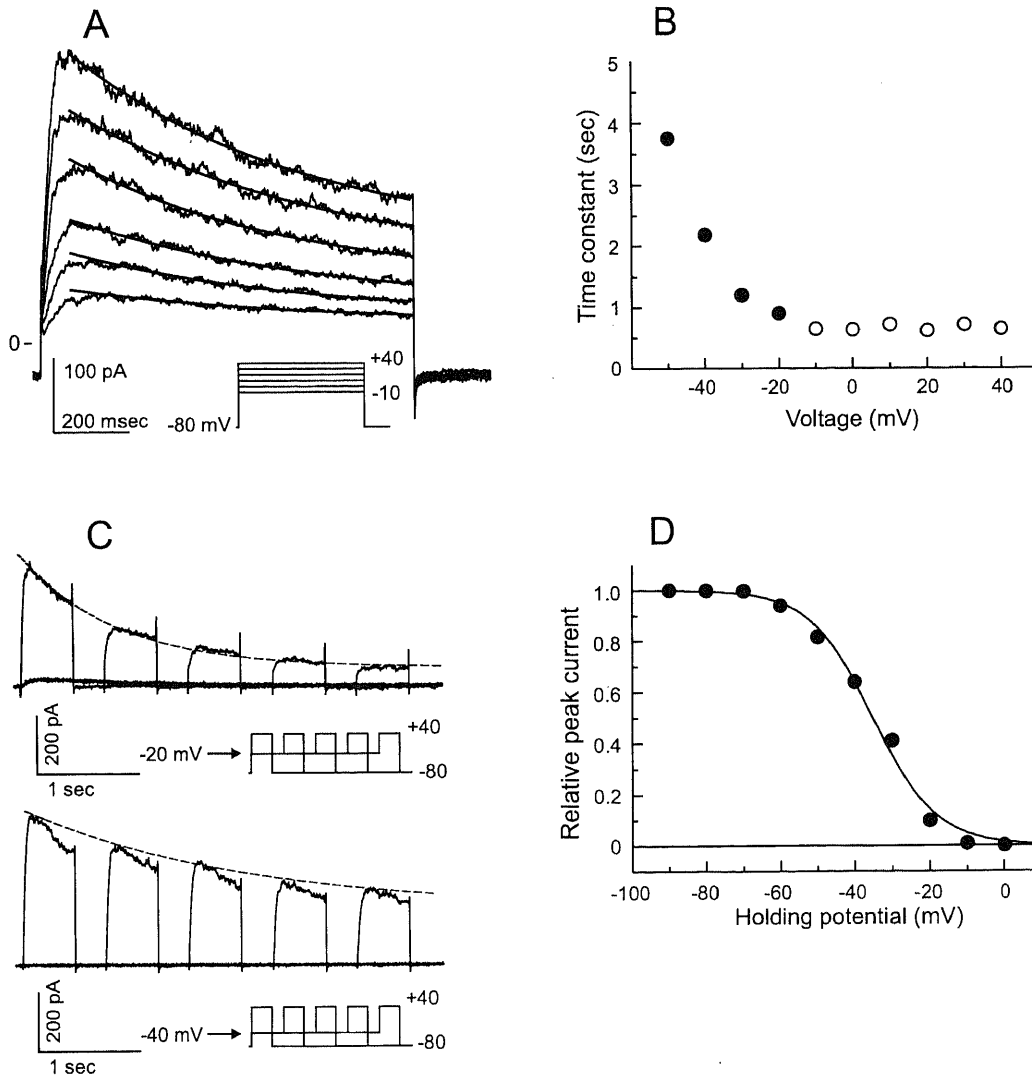 A
0
100 pA
200 msec
-80 mV
+40
-10
B
Time constant (sec)
5
4
3
2
1
0
-40
-20
0
20
40
Voltage (mV)
C
200 pA
1 sec
-20 mV
+40
-80
200 pA
1 sec
-40 mV
+40
-80
D
Relative peak current
1.0
0.8
0.6
0.4
0.2
0
-100
-80
-60
-40
-20
0
Holding potential (mV)